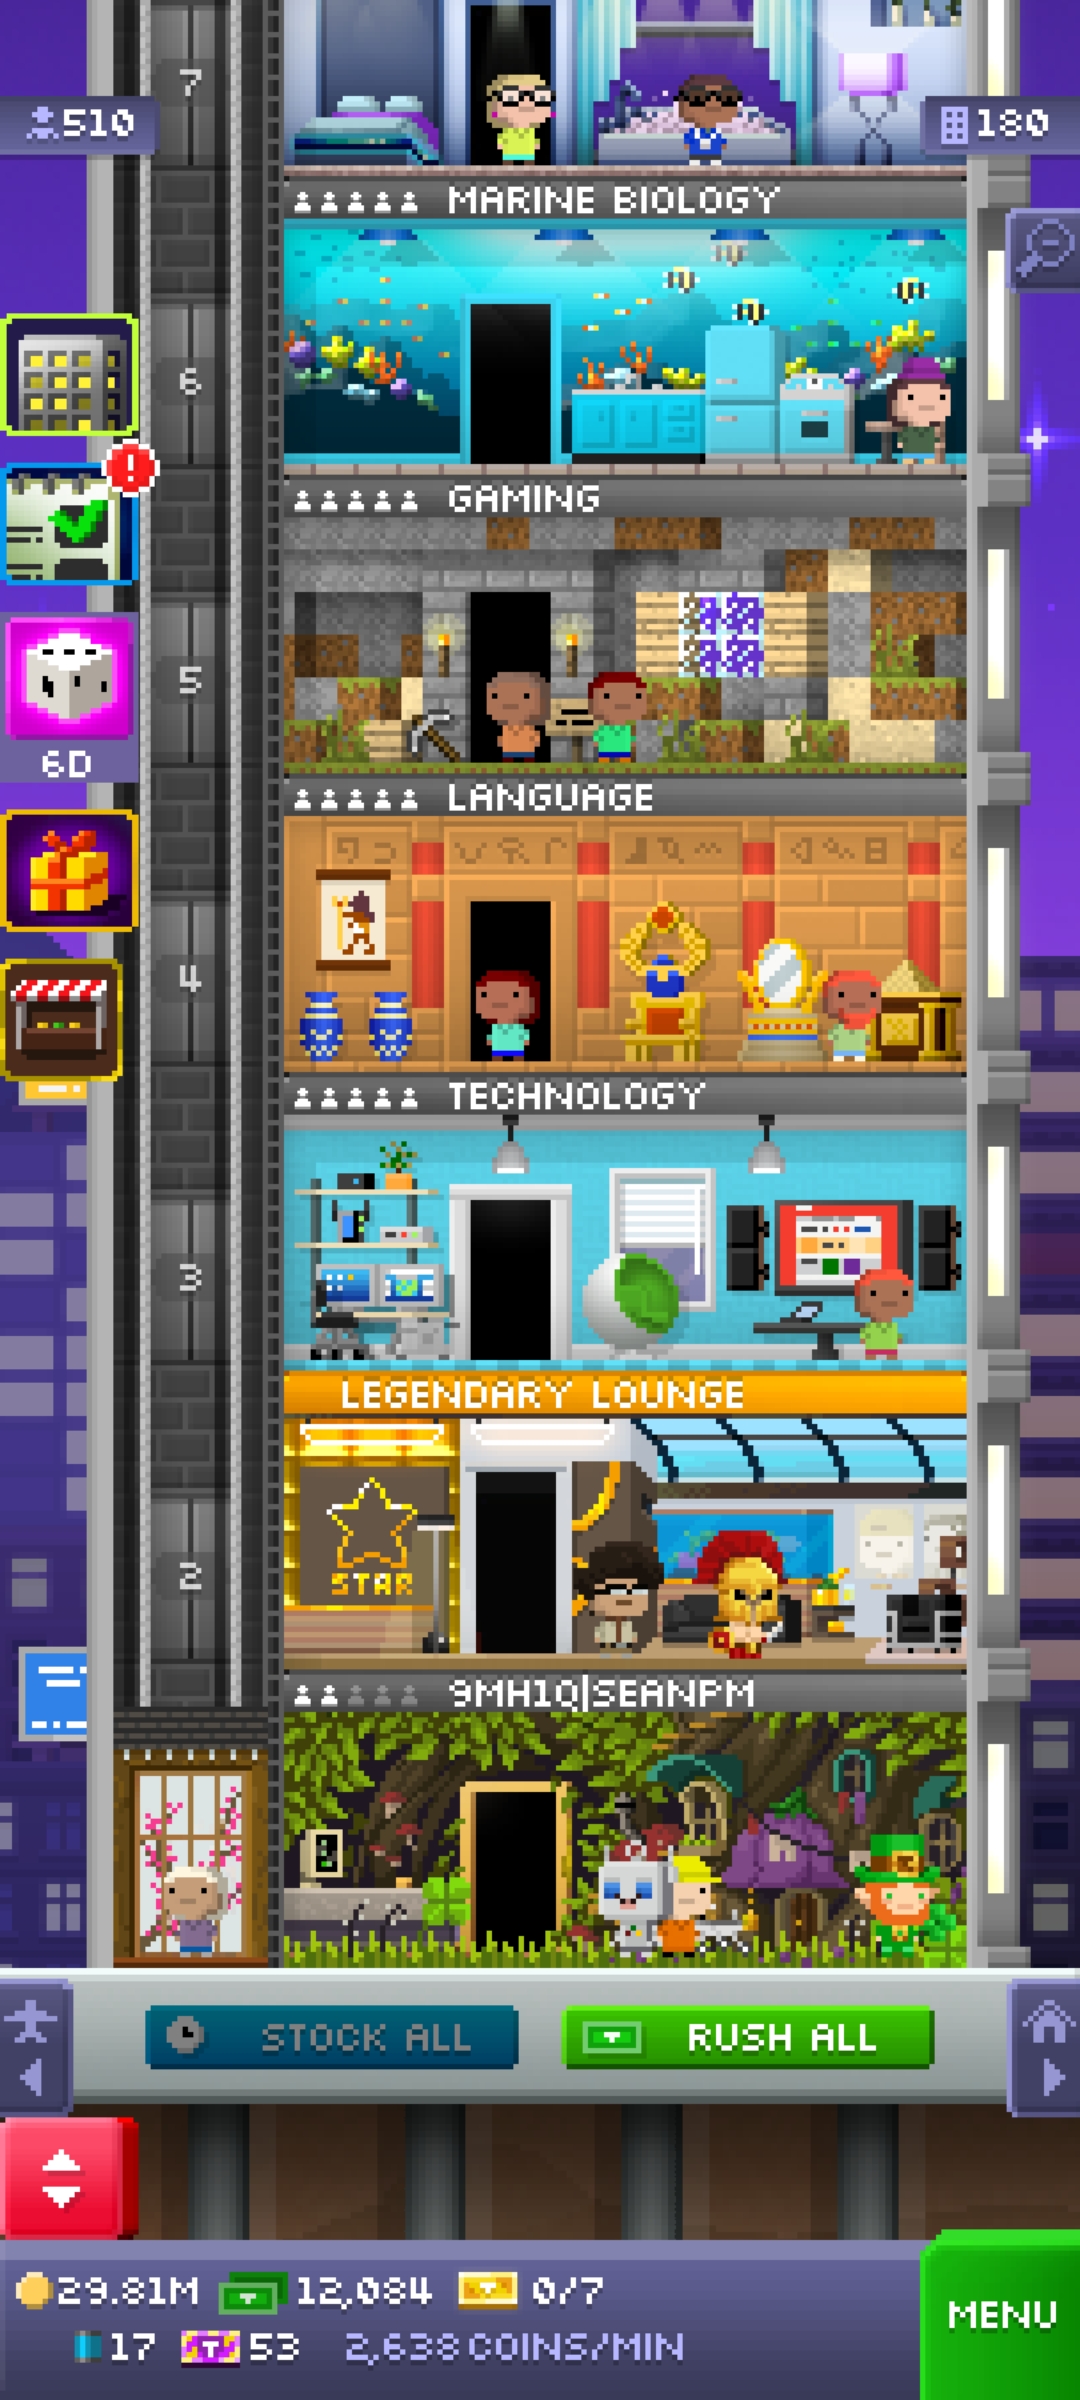 7
510
180
MARINE BIOLOGY
6
GAMING
5
6D
LANGUAGE
4
TECHNOLOGY
3
LEGENDARY LOUNGE
STAR
2
9MH1Q|SEANPM
STOCK ALL
RUSH ALL
29.81M 12,084 0/7
17 53 2,638 COINS/MIN
MENU